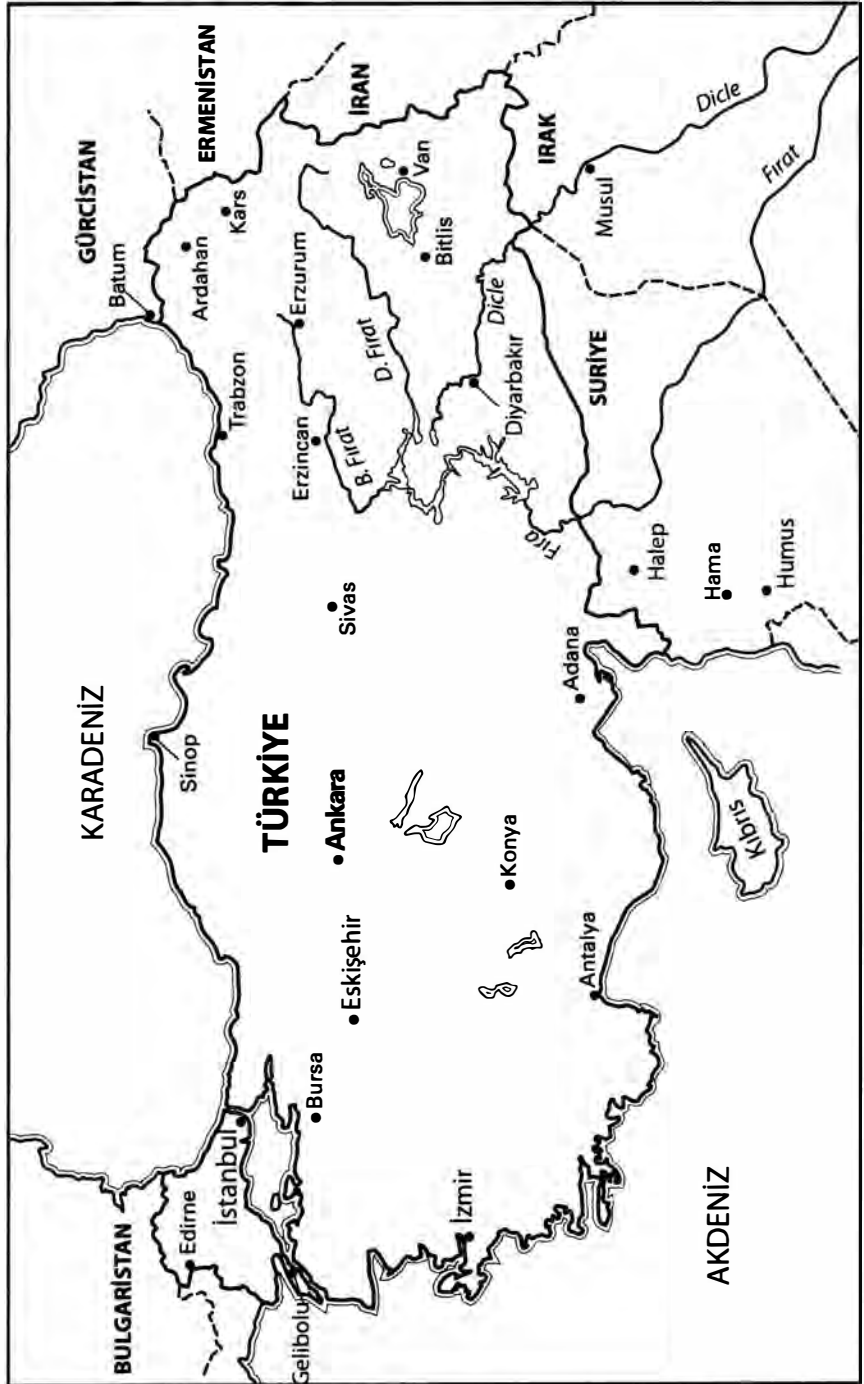 BULGARİSTAN
KARADENİZ
GÜRCİSTAN
ERMENİSTAN
Batum
Edirne
Sinop
Ardahan
Trabzon
Kars
İstanbul
Gelibolu
Bursa
TÜRKİYE
Erzincan
Erzurum
İRAN
Eskişehir
Ankara
Sivas
B. Fırat
D. Fırat
Van
Bitlis
İzmir
Konya
Dicle
Diyarbakır
IRAK
Fıra
SURİYE
Musul
Antalya
Adana
Halep
Dicle
Fırat
AKDENİZ
Kıbrıs
Hama
Humus